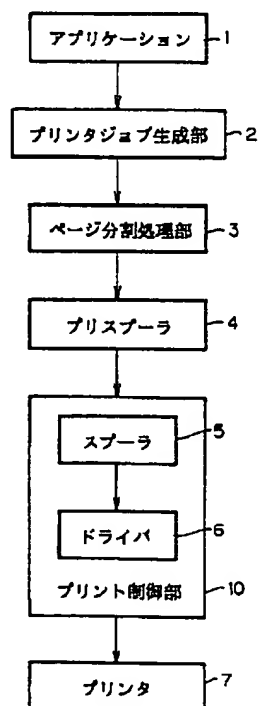 アプリケーション 1
プリンタジョブ生成部 2
ページ分割処理部 3
プリスプーラ 4
スプーラ 5
ドライバ 6
プリント制御部 10
プリンタ 7